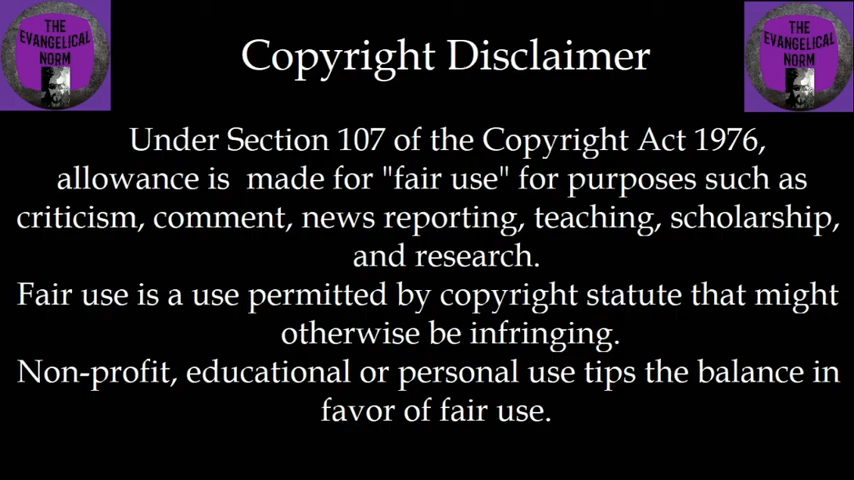 THE
EVANGELICAL
NORM
THE
EVANGELICAL
NORM
Copyright Disclaimer
Under Section 107 of the Copyright Act 1976,
allowance is  made for "fair use" for purposes such as
criticism, comment, news reporting, teaching, scholarship,
and research.
Fair use is a use permitted by copyright statute that might
otherwise be infringing.
Non-profit, educational or personal use tips the balance in
favor of fair use.